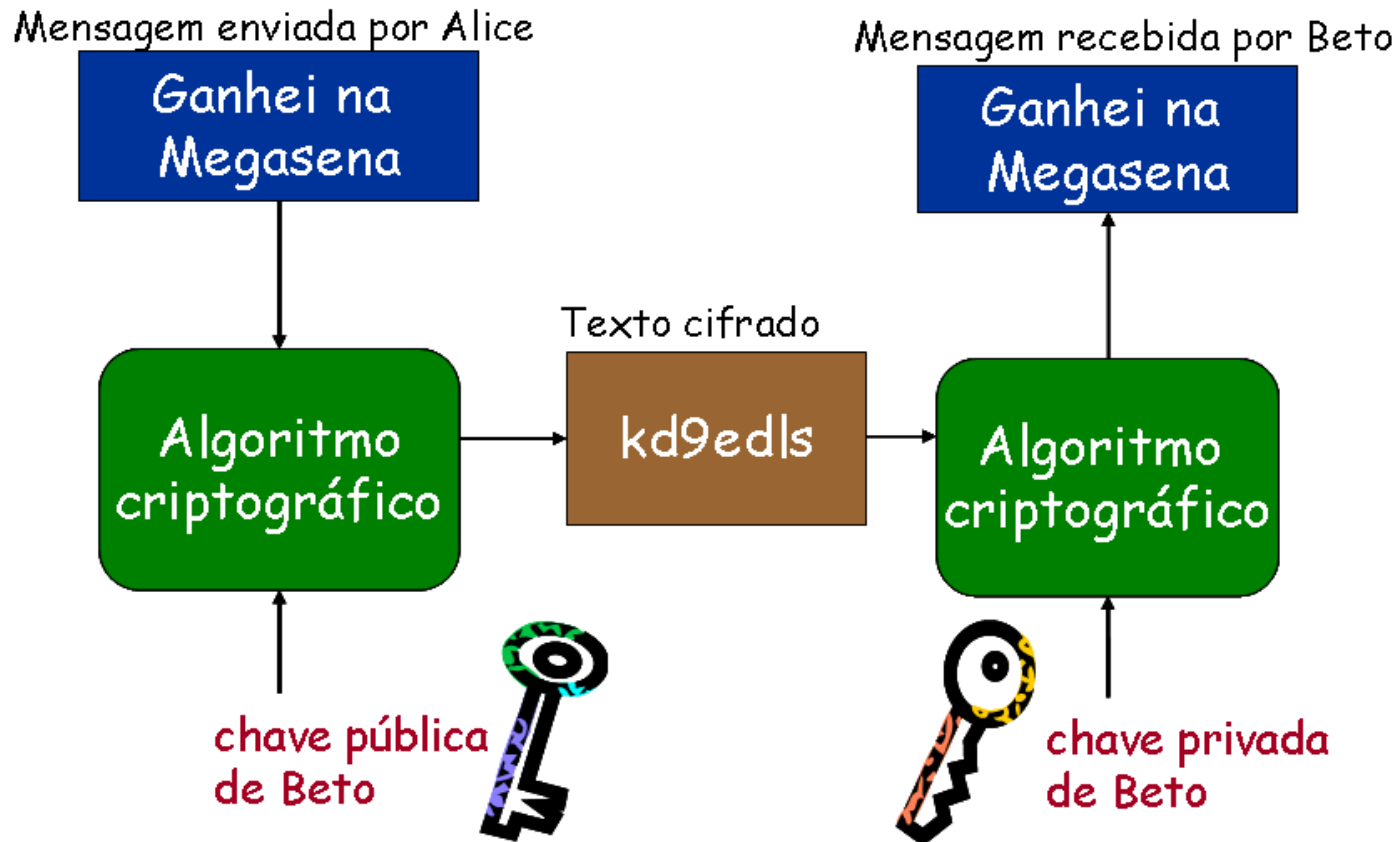 Mensagem enviada por Alice
Ganhei na
Megasena
Mensagem recebida por Beto
Ganhei na
Megasena
Texto cifrado
Algoritmo
criptográfico
kd9edls
Algoritmo
criptográfico
chave pública
de Beto
chave privada
de Beto